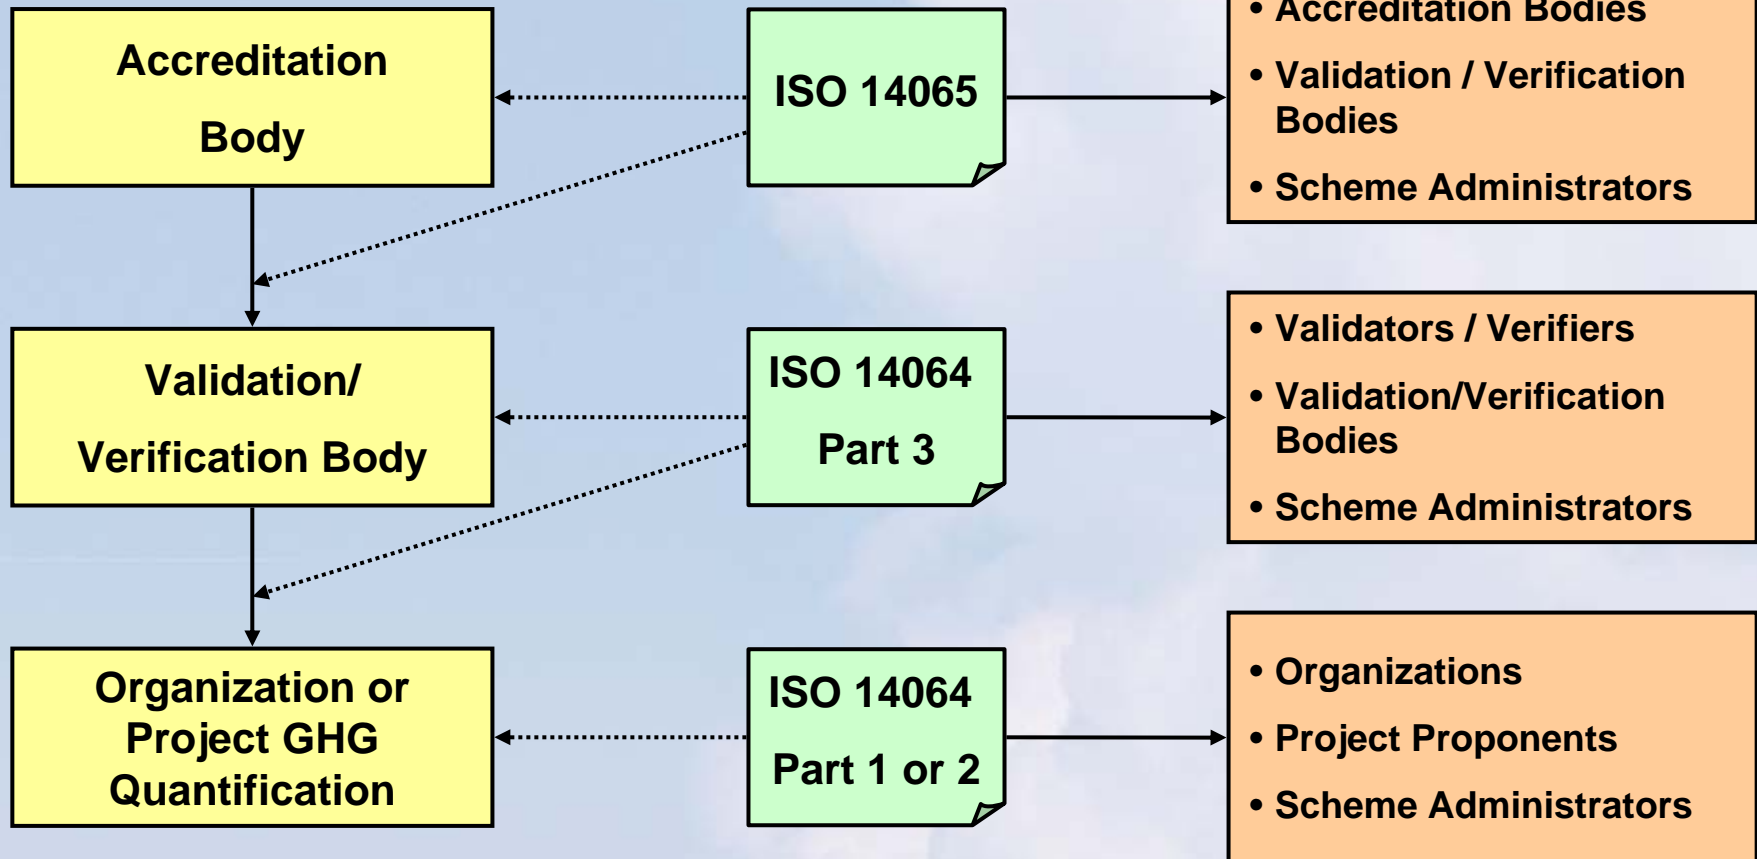 Accreditation
Body
ISO 14065
• Accreditation Bodies
• Validation / Verification
Bodies
• Scheme Administrators
Validation/
Verification Body
ISO 14064
Part 3
• Validators / Verifiers
• Validation/Verification
Bodies
• Scheme Administrators
Organization or
Project GHG
Quantification
ISO 14064
Part 1 or 2
• Organizations
• Project Proponents
• Scheme Administrators